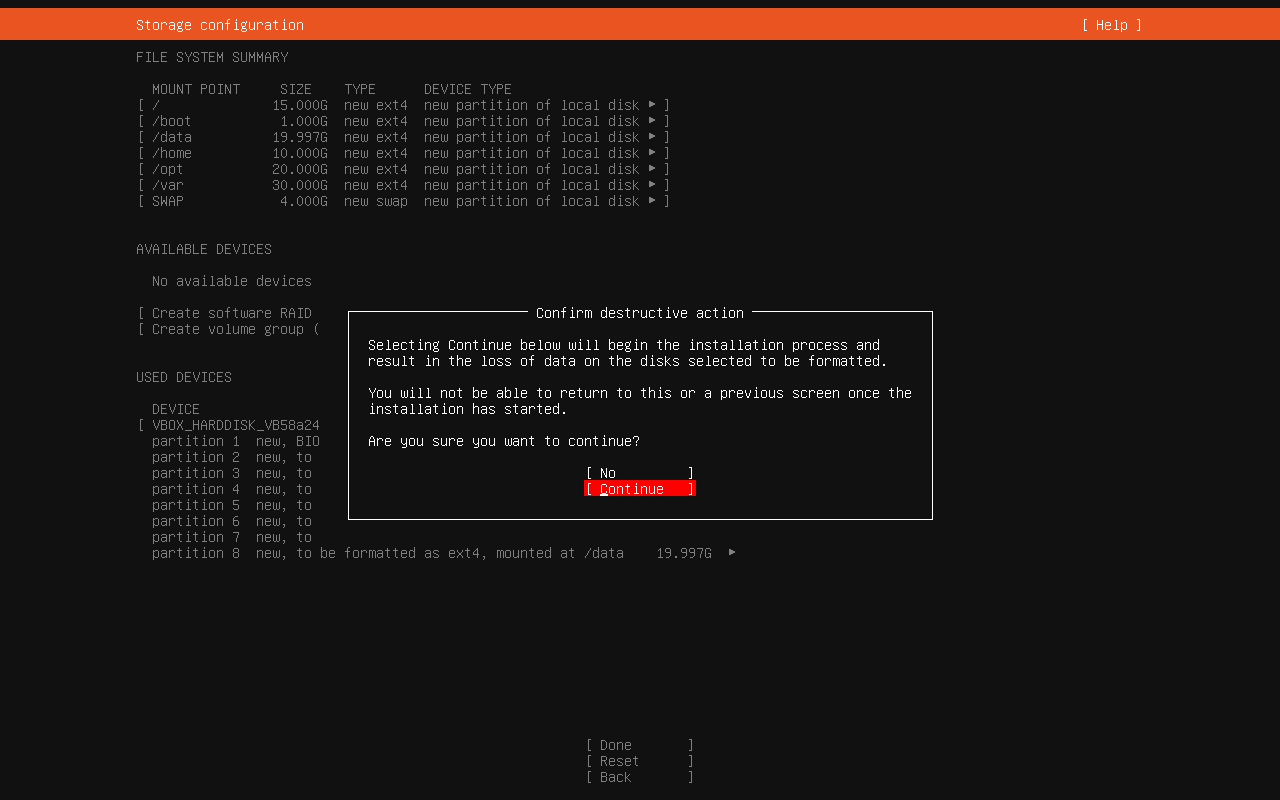 Storage configuration [ Help ]
FILE SYSTEM SUMMARY
MOUNT POINT SIZE TYPE DEVICE TYPE
[ / 15.000G new ext4 new partition of local disk ▸ ]
[ /boot 1.000G new ext4 new partition of local disk ▸ ]
[ /data 19.997G new ext4 new partition of local disk ▸ ]
[ /home 10.000G new ext4 new partition of local disk ▸ ]
[ /opt 20.000G new ext4 new partition of local disk ▸ ]
[ /var 30.000G new ext4 new partition of local disk ▸ ]
[ SWAP 4.000G new swap new partition of local disk ▸ ]
AVAILABLE DEVICES
No available devices
[ Create software RAID
[ Create volume group (
USED DEVICES
DEVICE
[ VBOX_HARDDISK_VB58a24
partition 1 new, BIO
partition 2 new, to
partition 3 new, to
partition 4 new, to
partition 5 new, to
partition 6 new, to
partition 7 new, to
partition 8 new, to be formatted as ext4, mounted at /data 19.997G ▸
Confirm destructive action
Selecting Continue below will begin the installation process and
result in the loss of data on the disks selected to be formatted.
You will not be able to return to this or a previous screen once the
installation has started.
Are you sure you want to continue?
[ No ]
[ Continue ]
[ Done ]
[ Reset ]
[ Back ]